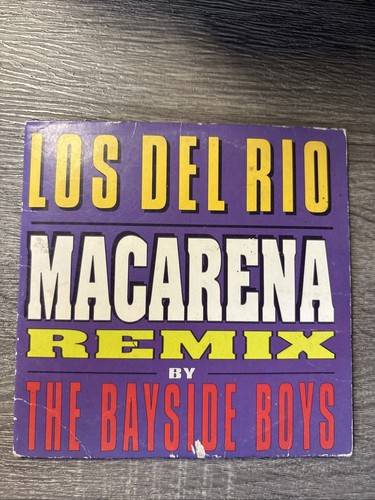 LOS DEL RIO
MACARENA
REMIX
BY
THE BAYSIDE BOYS